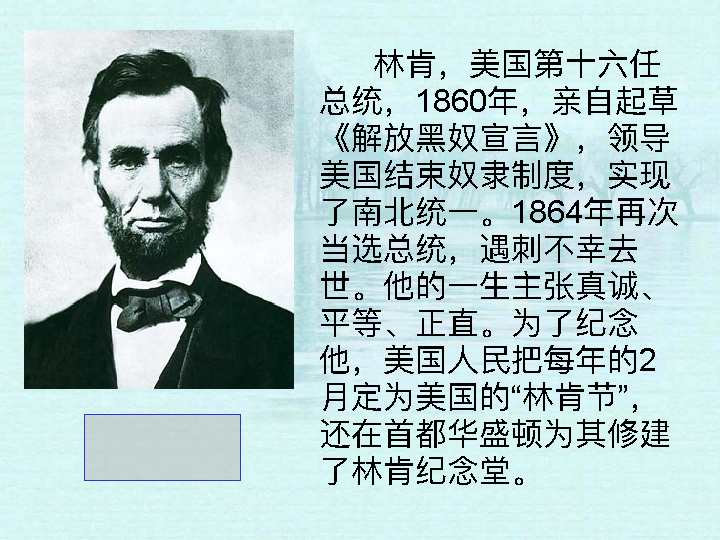 林肯，美国第十六任
总统，1860年，亲自起草
《解放黑奴宣言》，领导
美国结束奴隶制度，实现
了南北统一。1864年再次
当选总统，遇刺不幸去
世。他的一生主张真诚、
平等、正直。为了纪念
他，美国人民把每年的2
月定为美国的“林肯节”，
还在首都华盛顿为其修建
了林肯纪念堂。